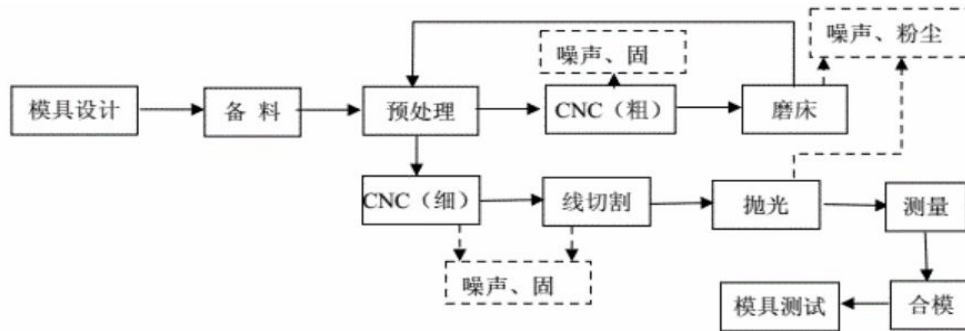 噪声、粉尘
噪声、固
模具设计
备 料
预处理
CNC（粗）
磨床
CNC（细）
线切割
抛光
测量
噪声、固
模具测试
合模